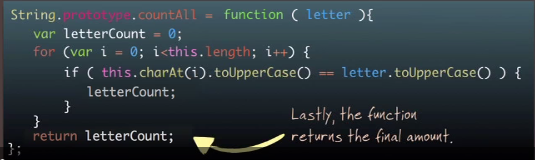 String.prototype.countAll = function ( letter ){
var letterCount = 0;
for (var i = 0; i<this.length; i++) {
if ( this.charAt(i).toUpperCase() == letter.toUpperCase() ) {
letterCount;
}
}
return letterCount;
};
Lastly, the function
returns the final amount.